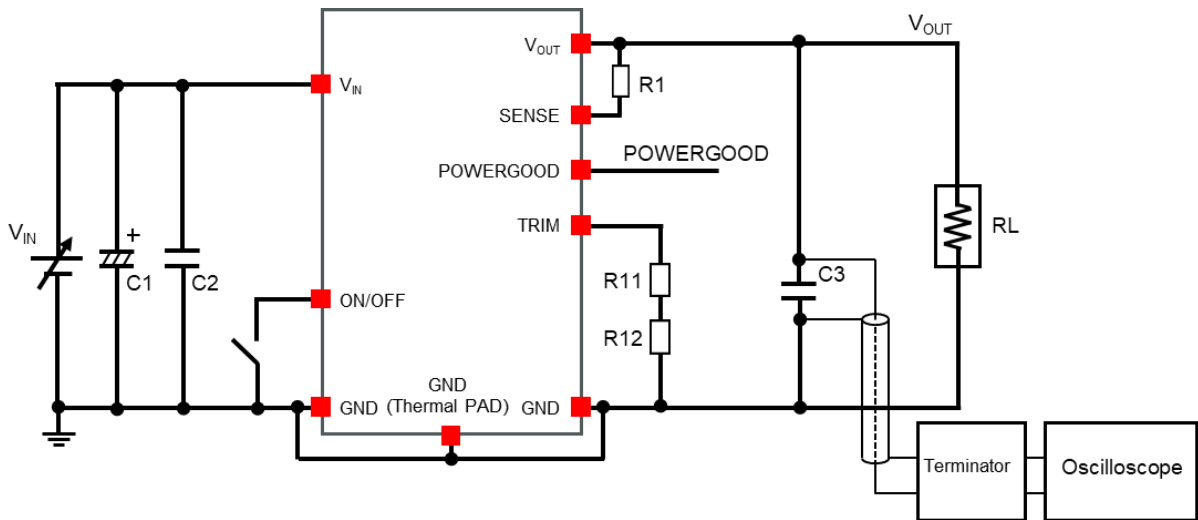 VOUT
VOUT
R1
VIN
SENSE
POWERGOOD
POWERGOOD
TRIM
VIN
+
C1
C2
R11
C3
RL
ON/OFF
R12
GND
(Thermal PAD)
GND
GND
Terminator
Oscilloscope